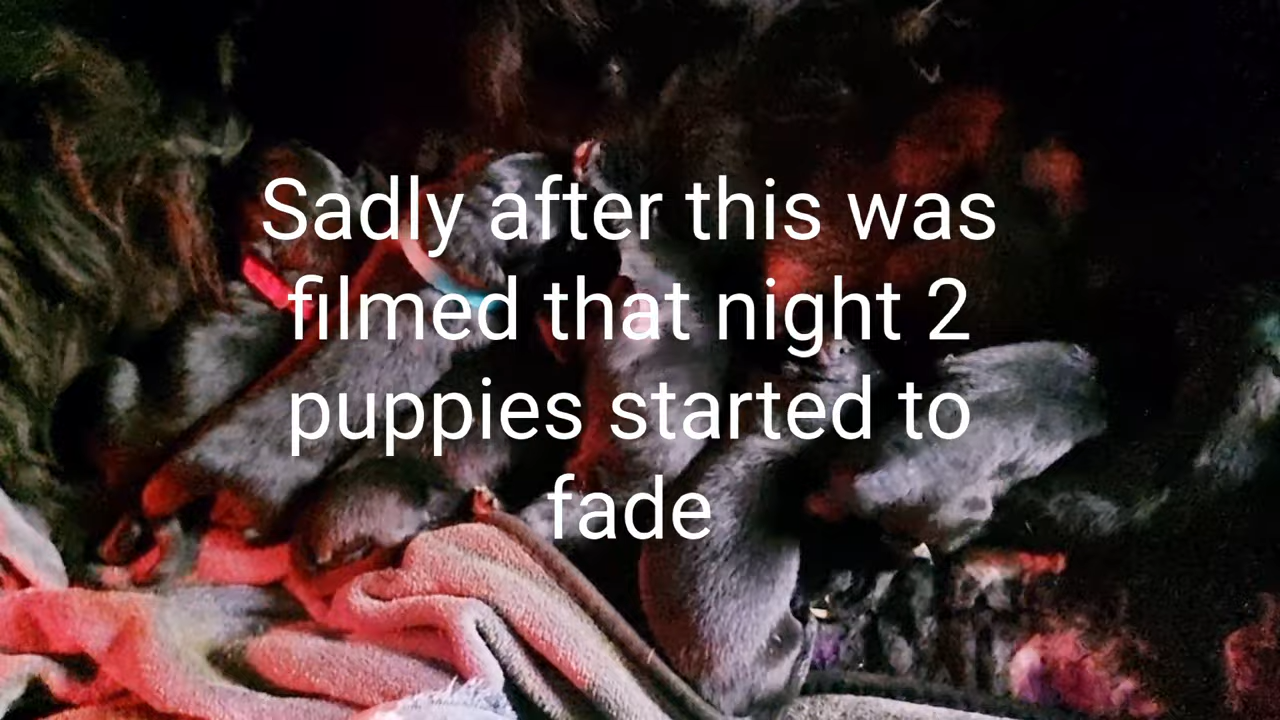 Sadly after this was
filmed that night 2
puppies started to
fade